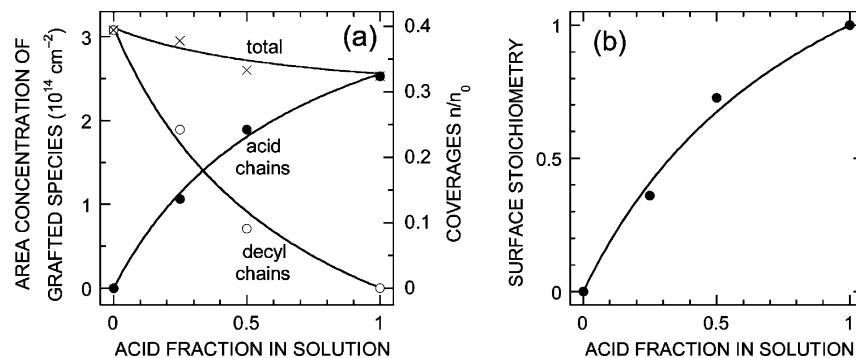 (a)
total
acid
chains
decyl
chains
3
2
1
0
0.4
0.3
0.2
0.1
0
0
0.5
1
AREA CONCENTRATION OF
GRAFTED SPECIES (10¹⁴ cm⁻²)
COVERAGES n/n₀
ACID FRACTION IN SOLUTION
(b)
1
0.5
0
0
0.5
1
SURFACE STOICHIOMETRY
ACID FRACTION IN SOLUTION